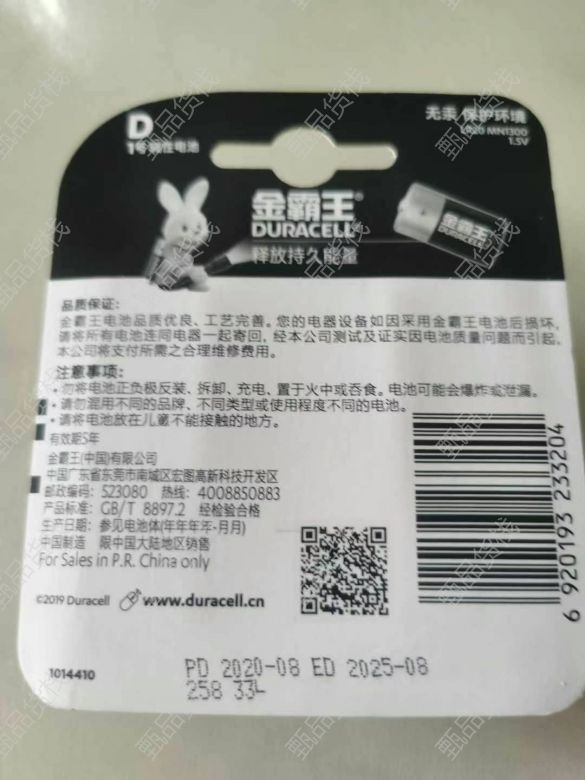 D
1号碱性电池
无汞 保护环境
LR20 MN1300
1.5V
金霸王®
DURACELL®
释放持久能量
金霸王
DURACELL
品质保证:
金霸王电池品质优良、工艺完善。您的电器设备如因采用金霸王电池后损坏,
请将所有电池连同电器一起寄回,经本公司测试及证实因电池质量问题而引起,
本公司将支付所需之合理维修费用。
注意事项:
·勿将电池正负极反装、拆卸、充电、置于火中或吞食。电池可能会爆炸或泄漏。
·请勿混用不同的品牌、不同类型或使用程度不同的电池。
·请将电池放在儿童不能接触的地方。
有效期5年
金霸王(中国)有限公司
中国广东省东莞市南城区宏图高新科技开发区
邮政编码:523080 热线:4008850883
产品标准:GB/T 8897.2 经检验合格
生产日期:参见电池体(年年年年-月月)
中国制造 限中国大陆地区销售
For Sales in P.R. China only
©2019 Duracell www.duracell.cn
6 920193 233204
1014410
PD 2020-08 ED 2025-08
258 33L
甄品货栈